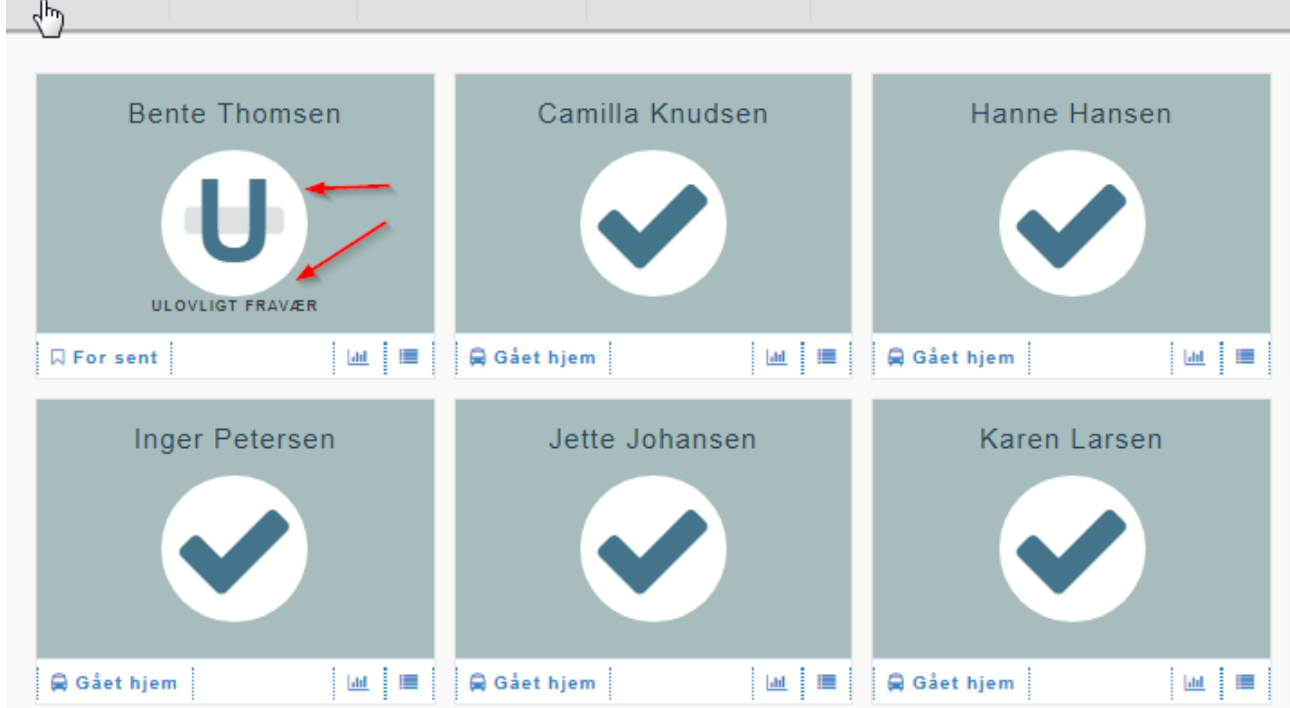 Bente Thomsen
Camilla Knudsen
Hanne Hansen
U
ULOVLIGT FRAVÆR
For sent
Gået hjem
Gået hjem
Inger Petersen
Jette Johansen
Karen Larsen
Gået hjem
Gået hjem
Gået hjem